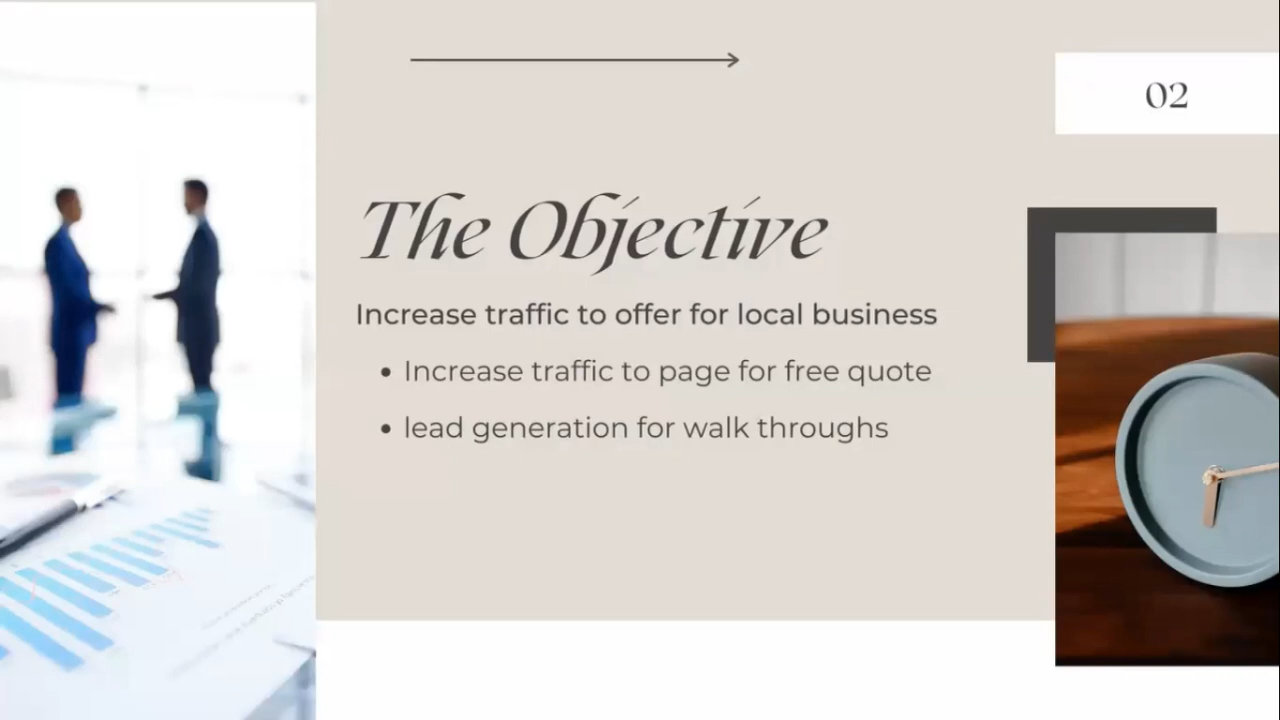 02
The Objective
Increase traffic to offer for local business
• Increase traffic to page for free quote
• lead generation for walk throughs